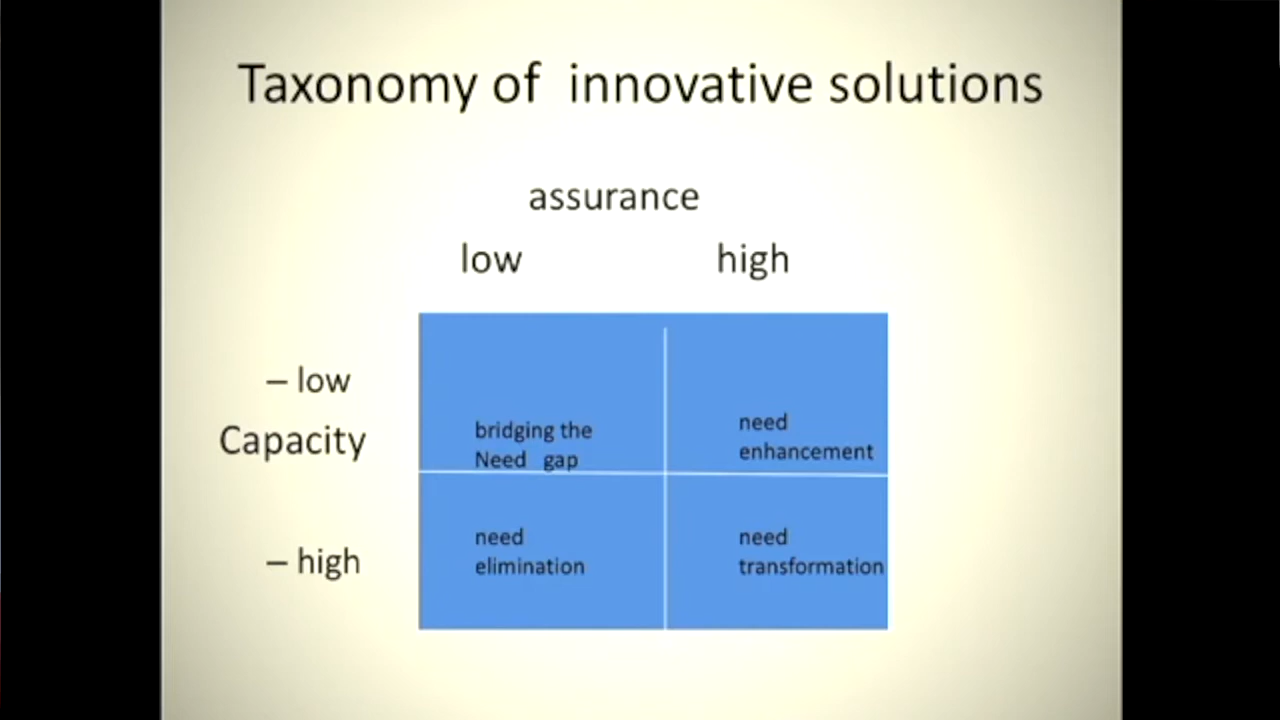 Taxonomy of innovative solutions
assurance
low high
– low
Capacity
bridging the
Need gap
need
enhancement
– high
need
elimination
need
transformation